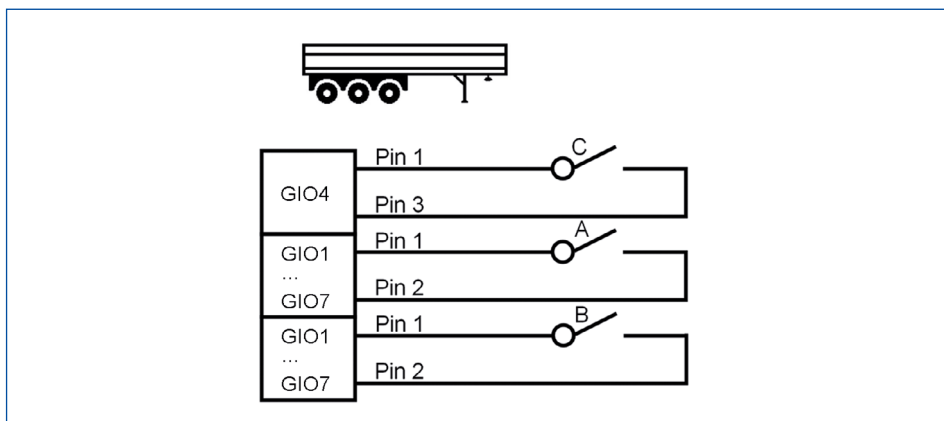 Pin 1
C
GIO4
Pin 3
Pin 1
A
GIO1
...
GIO7
Pin 2
Pin 1
B
GIO1
...
GIO7
Pin 2